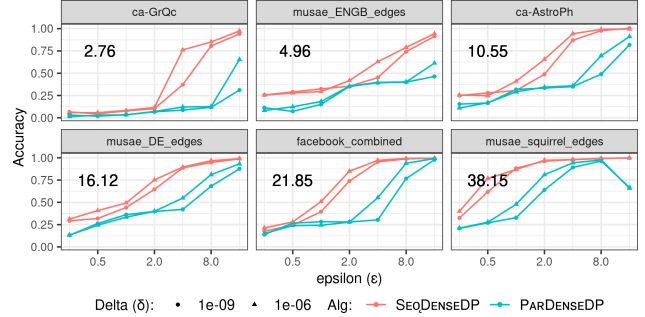 ca-GrQc musae_ENGB_edges ca-AstroPh
1.00
0.75
0.50
0.25
0.00
2.76 4.96 10.55
musae_DE_edges facebook_combined musae_squirrel_edges
1.00
0.75
0.50
0.25
0.00
16.12 21.85 38.15
Accuracy
0.5 2.0 8.0 0.5 2.0 8.0 0.5 2.0 8.0
epsilon (ε)
Delta (δ): 1e-09 1e-06 Alg: SEQDENSEDP PARDENSEDP